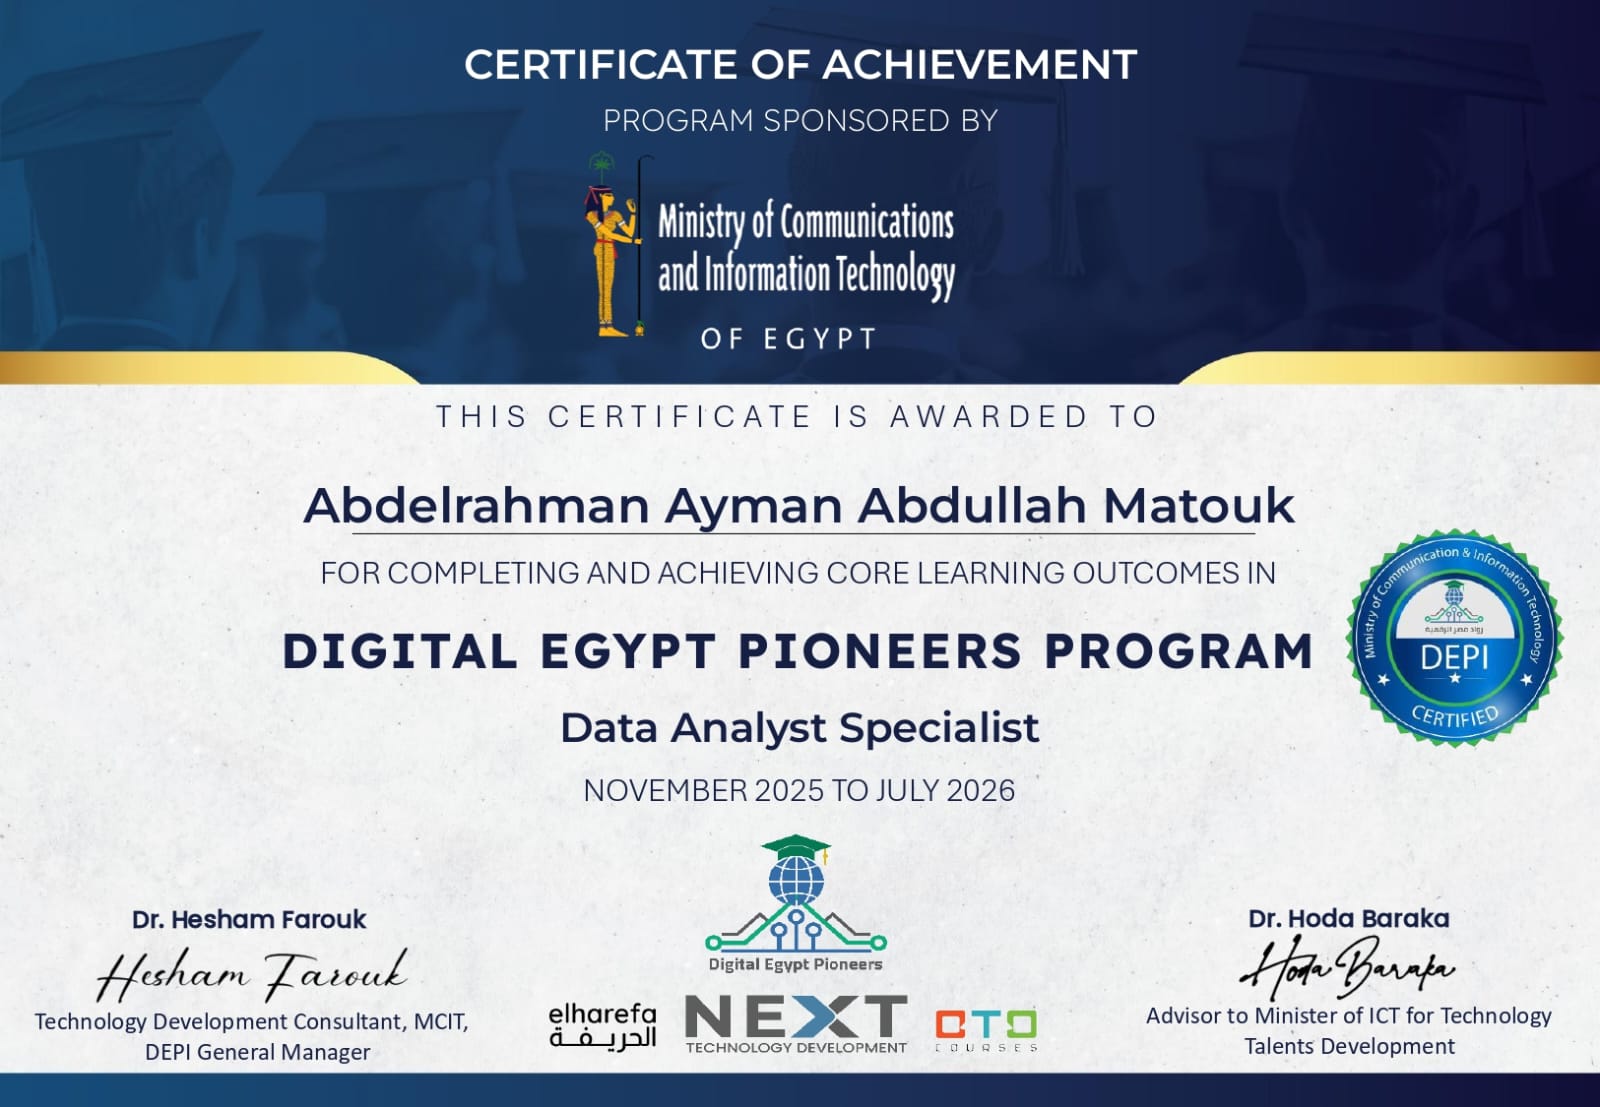 CERTIFICATE OF ACHIEVEMENT
PROGRAM SPONSORED BY
Ministry of Communications
and Information Technology
OF EGYPT
THIS CERTIFICATE IS AWARDED TO
Abdelrahman Ayman Abdullah Matouk
FOR COMPLETING AND ACHIEVING CORE LEARNING OUTCOMES IN
DIGITAL EGYPT PIONEERS PROGRAM
Ministry of Communication & Information Technology
رواد مصر الرقمية
DEPI
CERTIFIED
Data Analyst Specialist
NOVEMBER 2025 TO JULY 2026
Dr. Hesham Farouk
Hesham Farouk
Technology Development Consultant, MCIT,
DEPI General Manager
Digital Egypt Pioneers
elharefa
الحريفة
NEXT
TECHNOLOGY DEVELOPMENT
CTS
COURSES
Dr. Hoda Baraka
Hoda Baraka
Advisor to Minister of ICT for Technology
Talents Development